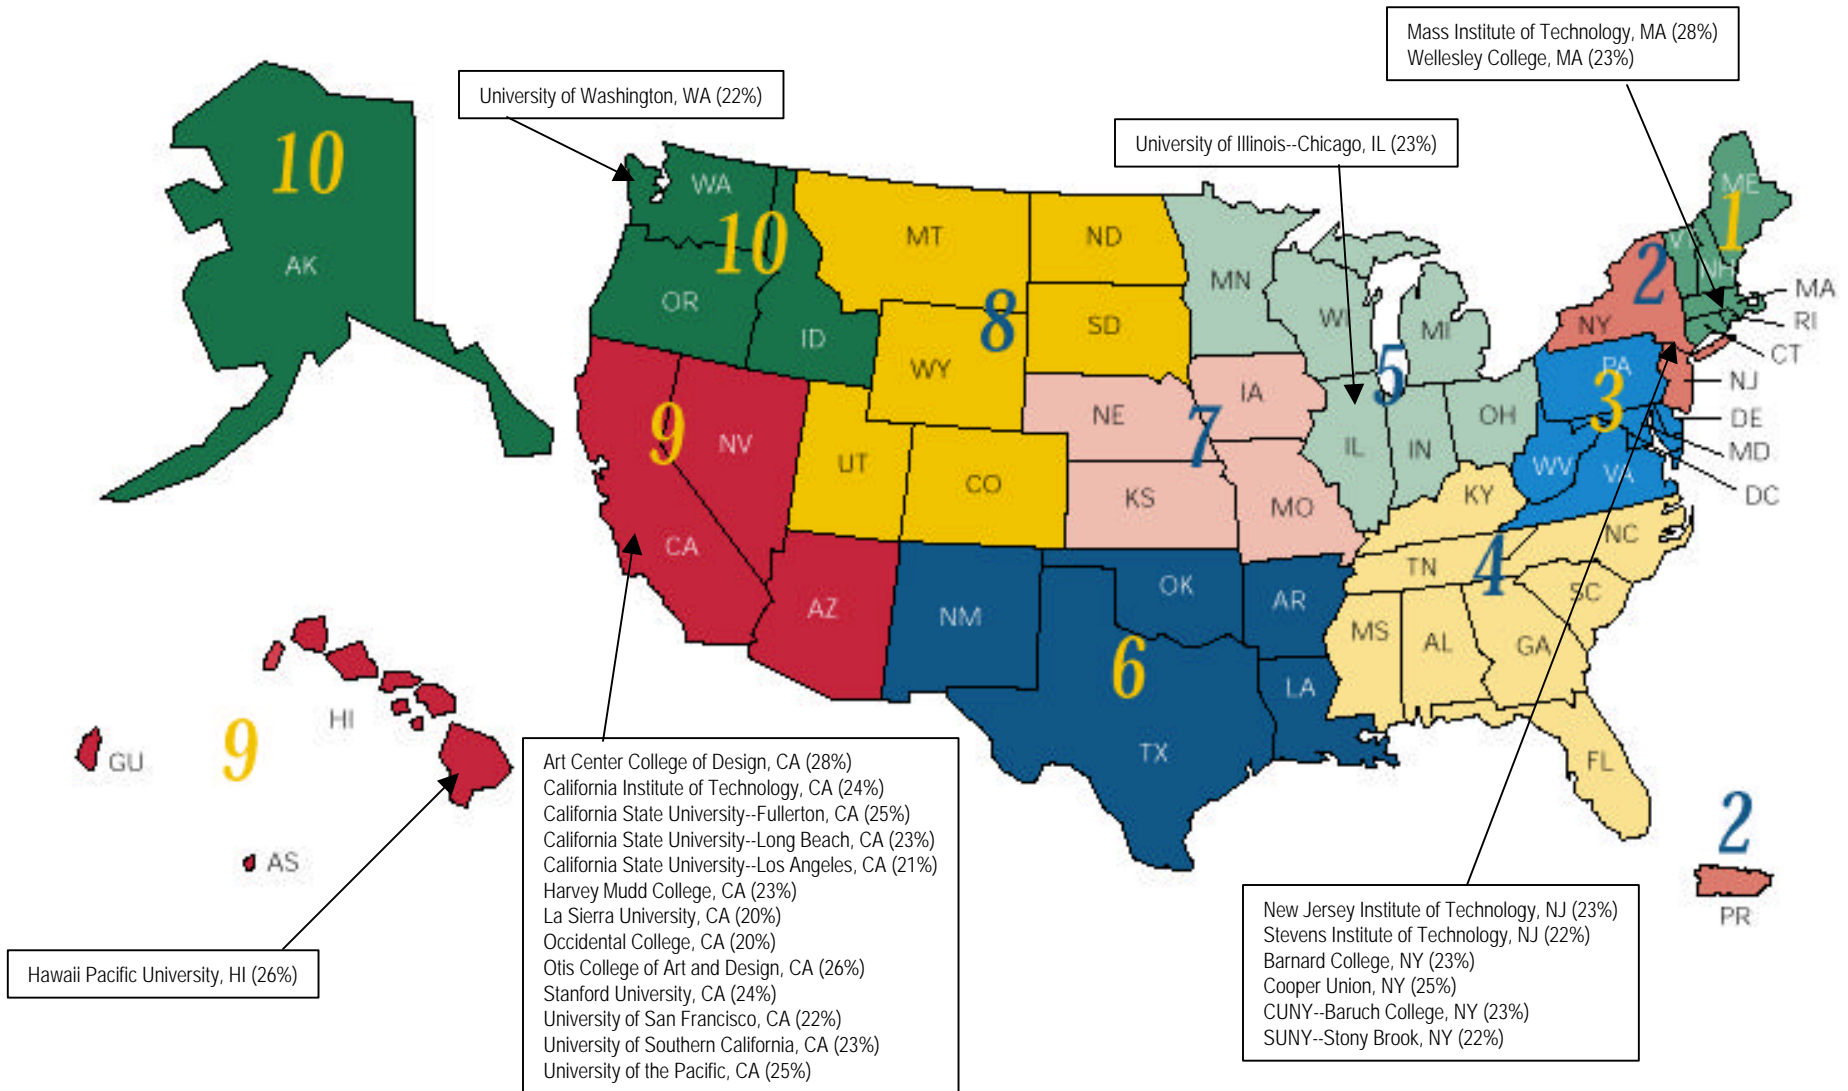 Mass Institute of Technology, MA (28%)
Wellesley College, MA (23%)
University of Washington, WA (22%)
University of Illinois--Chicago, IL (23%)
10
AK
WA
10
OR
ID
MT
ND
8
SD
WY
UT
CO
MN
WI
MI
5
IL
IN
OH
IA
NE
7
KS
MO
ME
1
VT
NH
2
NY
MA
RI
CT
NJ
DE
MD
DC
PA
3
WV
VA
KY
NC
TN
4
SC
MS
AL
GA
FL
9
NV
CA
AZ
NM
OK
AR
6
LA
TX
HI
GU
9
AS
2
PR
Art Center College of Design, CA (28%)
California Institute of Technology, CA (24%)
California State University--Fullerton, CA (25%)
California State University--Long Beach, CA (23%)
California State University--Los Angeles, CA (21%)
Harvey Mudd College, CA (23%)
La Sierra University, CA (20%)
Occidental College, CA (20%)
Otis College of Art and Design, CA (26%)
Stanford University, CA (24%)
University of San Francisco, CA (22%)
University of Southern California, CA (23%)
University of the Pacific, CA (25%)
Hawaii Pacific University, HI (26%)
New Jersey Institute of Technology, NJ (23%)
Stevens Institute of Technology, NJ (22%)
Barnard College, NY (23%)
Cooper Union, NY (25%)
CUNY--Baruch College, NY (23%)
SUNY--Stony Brook, NY (22%)